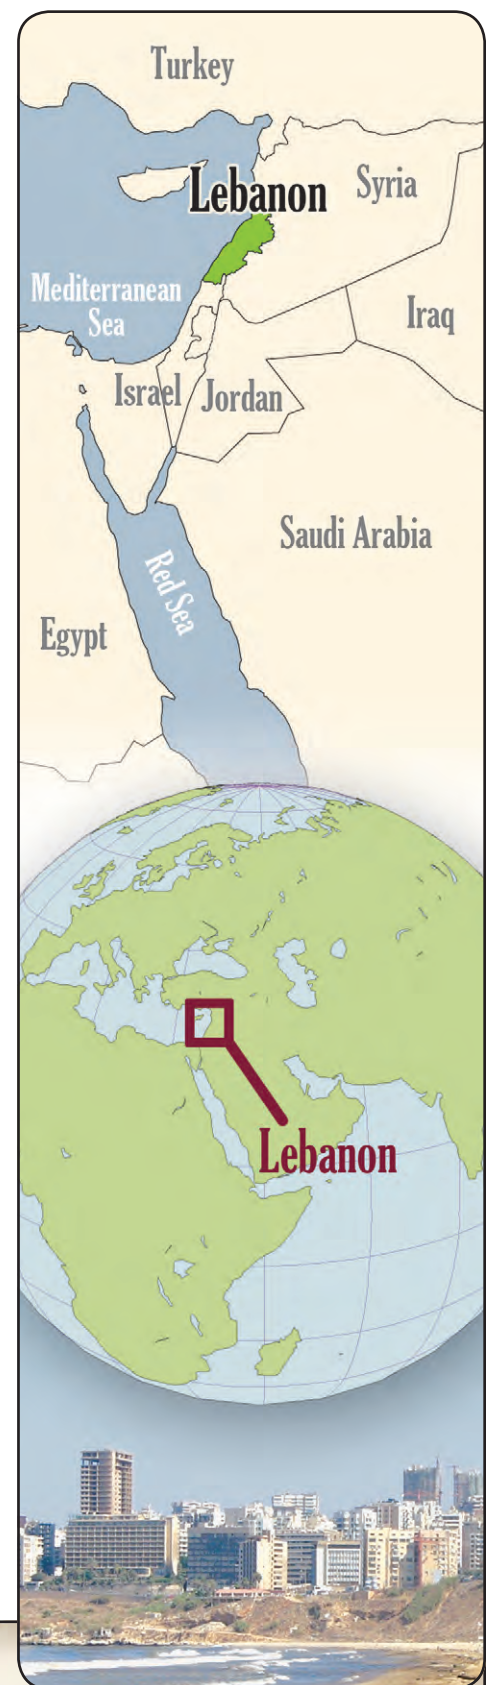 Turkey
Lebanon
Syria
Mediterranean
Sea
Iraq
Israel
Jordan
Saudi Arabia
Red Sea
Egypt
Lebanon